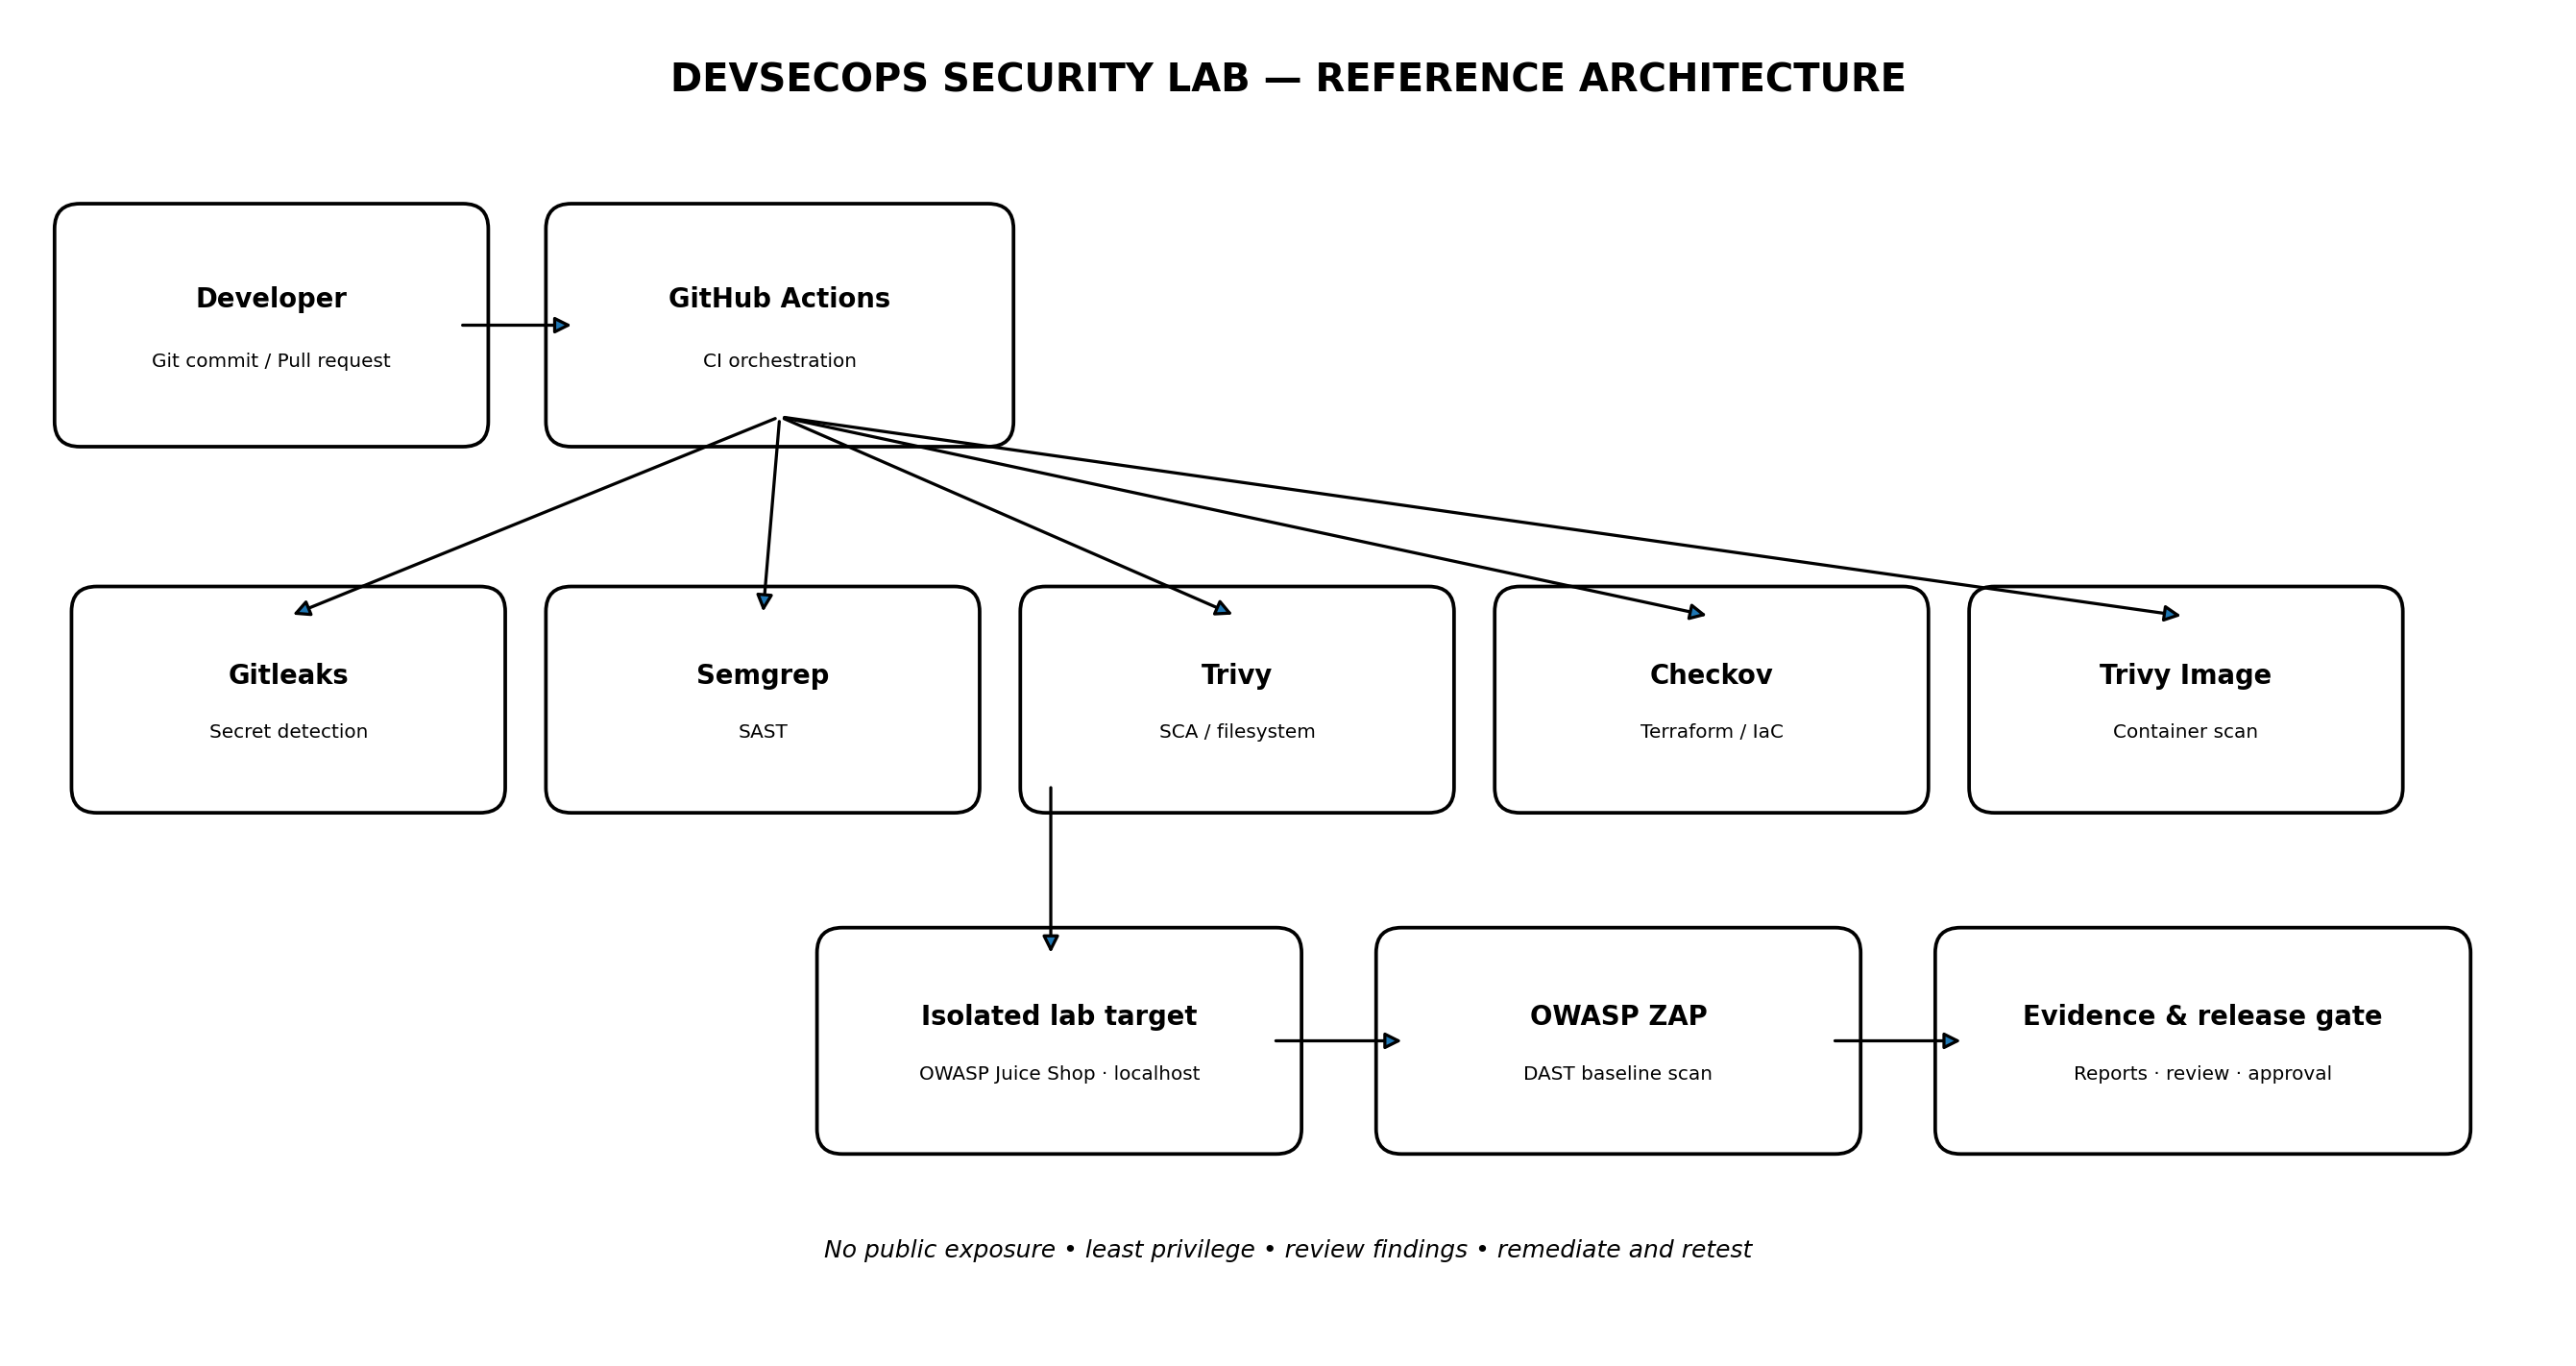 DEVSECOPS SECURITY LAB — REFERENCE ARCHITECTURE
Developer
Git commit / Pull request
GitHub Actions
CI orchestration
Gitleaks
Secret detection
Semgrep
SAST
Trivy
SCA / filesystem
Checkov
Terraform / IaC
Trivy Image
Container scan
Isolated lab target
OWASP Juice Shop · localhost
OWASP ZAP
DAST baseline scan
Evidence & release gate
Reports · review · approval
No public exposure • least privilege • review findings • remediate and retest